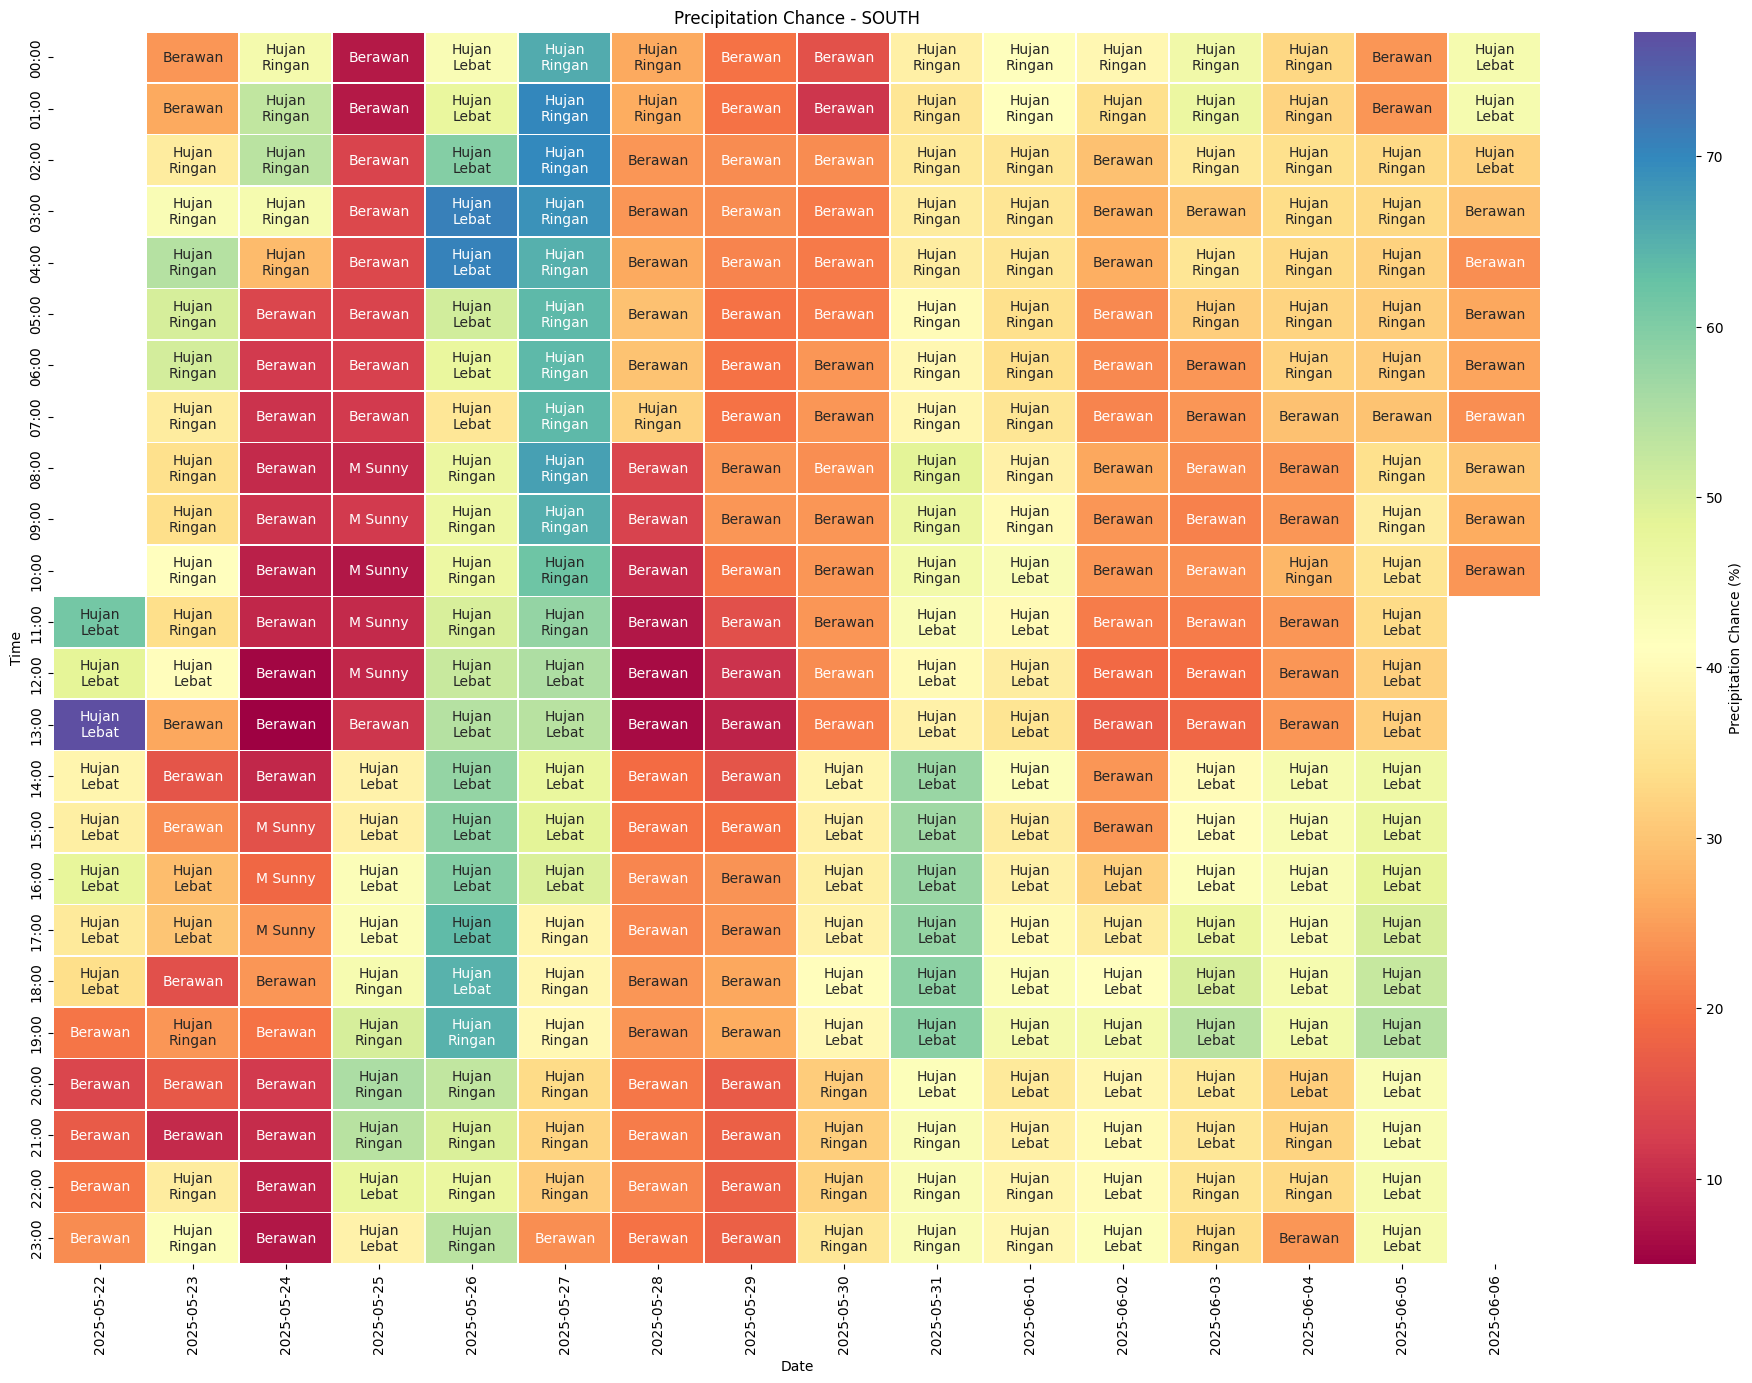 Precipitation Chance - SOUTH
00:00 Berawan Hujan Ringan Berawan Hujan Lebat Hujan Ringan Hujan Ringan Berawan Berawan Hujan Ringan Hujan Ringan Hujan Ringan Hujan Ringan Hujan Ringan Berawan Hujan Lebat
01:00 Berawan Hujan Ringan Berawan Hujan Lebat Hujan Ringan Hujan Ringan Berawan Berawan Hujan Ringan Hujan Ringan Hujan Ringan Hujan Ringan Hujan Ringan Berawan Hujan Lebat
02:00 Hujan Ringan Hujan Ringan Berawan Hujan Lebat Hujan Ringan Berawan Berawan Berawan Hujan Ringan Hujan Ringan Berawan Hujan Ringan Hujan Ringan Hujan Ringan Hujan Lebat
03:00 Hujan Ringan Hujan Ringan Berawan Hujan Lebat Hujan Ringan Berawan Berawan Berawan Hujan Ringan Hujan Ringan Berawan Berawan Hujan Ringan Hujan Ringan Berawan
04:00 Hujan Ringan Hujan Ringan Berawan Hujan Lebat Hujan Ringan Berawan Berawan Berawan Hujan Ringan Hujan Ringan Berawan Hujan Ringan Hujan Ringan Hujan Ringan Berawan
05:00 Hujan Ringan Berawan Berawan Hujan Lebat Hujan Ringan Berawan Berawan Berawan Hujan Ringan Hujan Ringan Berawan Hujan Ringan Hujan Ringan Hujan Ringan Berawan
06:00 Hujan Ringan Berawan Berawan Hujan Lebat Hujan Ringan Berawan Berawan Berawan Hujan Ringan Hujan Ringan Berawan Berawan Hujan Ringan Hujan Ringan Berawan
07:00 Hujan Ringan Berawan Berawan Hujan Lebat Hujan Ringan Hujan Ringan Berawan Berawan Hujan Ringan Hujan Ringan Berawan Berawan Berawan Berawan Berawan
08:00 Hujan Ringan Berawan M Sunny Hujan Ringan Hujan Ringan Berawan Berawan Berawan Hujan Ringan Hujan Ringan Berawan Berawan Berawan Hujan Ringan Berawan
09:00 Hujan Ringan Berawan M Sunny Hujan Ringan Hujan Ringan Berawan Berawan Berawan Hujan Ringan Hujan Ringan Berawan Berawan Berawan Hujan Ringan Berawan
10:00 Hujan Ringan Berawan M Sunny Hujan Ringan Hujan Ringan Berawan Berawan Berawan Hujan Ringan Hujan Lebat Berawan Berawan Hujan Ringan Hujan Lebat Berawan
11:00 Hujan Lebat Hujan Ringan Berawan M Sunny Hujan Ringan Hujan Ringan Berawan Berawan Berawan Hujan Lebat Hujan Lebat Berawan Berawan Berawan Hujan Lebat
12:00 Hujan Lebat Hujan Lebat Berawan M Sunny Hujan Lebat Hujan Lebat Berawan Berawan Berawan Hujan Lebat Hujan Lebat Berawan Berawan Berawan Hujan Lebat
13:00 Hujan Lebat Berawan Berawan Berawan Hujan Lebat Hujan Lebat Berawan Berawan Berawan Hujan Lebat Hujan Lebat Berawan Berawan Berawan Hujan Lebat
14:00 Hujan Lebat Berawan Berawan Hujan Lebat Hujan Lebat Hujan Lebat Berawan Berawan Hujan Lebat Hujan Lebat Hujan Lebat Berawan Hujan Lebat Hujan Lebat Hujan Lebat
15:00 Hujan Lebat Berawan M Sunny Hujan Lebat Hujan Lebat Hujan Lebat Berawan Berawan Hujan Lebat Hujan Lebat Hujan Lebat Berawan Hujan Lebat Hujan Lebat Hujan Lebat
16:00 Hujan Lebat Hujan Lebat M Sunny Hujan Lebat Hujan Lebat Hujan Lebat Berawan Berawan Hujan Lebat Hujan Lebat Hujan Lebat Hujan Lebat Hujan Lebat Hujan Lebat Hujan Lebat
17:00 Hujan Lebat Hujan Lebat M Sunny Hujan Lebat Hujan Lebat Hujan Ringan Berawan Berawan Hujan Lebat Hujan Lebat Hujan Lebat Hujan Lebat Hujan Lebat Hujan Lebat Hujan Lebat
18:00 Hujan Lebat Berawan Berawan Hujan Ringan Hujan Lebat Hujan Ringan Berawan Berawan Hujan Lebat Hujan Lebat Hujan Lebat Hujan Lebat Hujan Lebat Hujan Lebat Hujan Lebat
19:00 Berawan Hujan Ringan Berawan Hujan Ringan Hujan Ringan Hujan Ringan Berawan Berawan Hujan Lebat Hujan Lebat Hujan Lebat Hujan Lebat Hujan Lebat Hujan Lebat Hujan Lebat
20:00 Berawan Berawan Berawan Hujan Ringan Hujan Ringan Hujan Ringan Berawan Berawan Hujan Ringan Hujan Lebat Hujan Lebat Hujan Lebat Hujan Lebat Hujan Lebat Hujan Lebat
21:00 Berawan Berawan Berawan Hujan Ringan Hujan Ringan Hujan Ringan Berawan Berawan Hujan Ringan Hujan Ringan Hujan Lebat Hujan Lebat Hujan Lebat Hujan Ringan Hujan Lebat
22:00 Berawan Hujan Ringan Berawan Hujan Lebat Hujan Ringan Hujan Ringan Berawan Berawan Hujan Ringan Hujan Ringan Hujan Ringan Hujan Lebat Hujan Ringan Hujan Ringan Hujan Lebat
23:00 Berawan Hujan Ringan Berawan Hujan Lebat Hujan Ringan Berawan Berawan Berawan Hujan Ringan Hujan Ringan Hujan Ringan Hujan Lebat Hujan Ringan Berawan Hujan Lebat
Time
2025-05-22 2025-05-23 2025-05-24 2025-05-25 2025-05-26 2025-05-27 2025-05-28 2025-05-29 2025-05-30 2025-05-31 2025-06-01 2025-06-02 2025-06-03 2025-06-04 2025-06-05 2025-06-06
Date
70
60
50
40
30
20
10
Precipitation Chance (%)